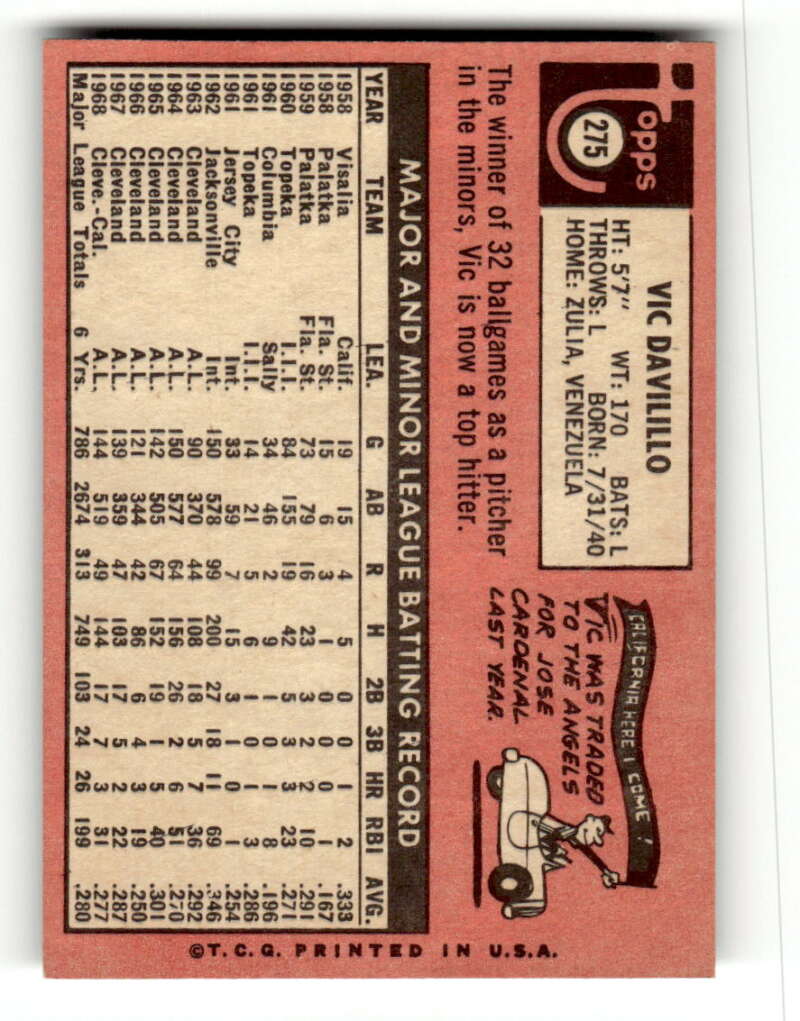 Topps
275
VIC DAVILILLO
HT: 5'7" WT: 170 BATS: L
THROWS: L BORN: 7/31/40
HOME: ZULIA, VENEZUELA
The winner of 32 ballgames as a pitcher
in the minors, Vic is now a top hitter.
CALIFORNIA HERE I COME!
VIC WAS TRADED
TO THE ANGELS
FOR JOSE
CARDENAL
LAST YEAR.
MAJOR AND MINOR LEAGUE BATTING RECORD
YEAR TEAM LEA. G AB R H 2B 3B HR RBI AVG.
1958 Visalia Calif. 19 15 4 5 0 0 1 2 .333
1958 Palatka Fla. St. 15 6 3 1 0 0 0 1 .167
1959 Palatka Fla. St. 73 79 16 23 3 2 2 10 .291
1960 Topeka I.I.I. 84 155 19 42 5 3 3 23 .271
1961 Columbia Sally 34 46 2 9 1 0 1 8 .196
1961 Topeka I.I.I. 14 21 5 6 1 1 1 3 .286
1961 Jersey City Int. 33 59 7 15 3 1 0 1 .254
1962 Jacksonville Int. 150 578 99 200 27 18 11 69 .346
1963 Cleveland A.L. 90 370 44 108 18 5 7 36 .292
1964 Cleveland A.L. 150 577 64 156 26 2 6 51 .270
1965 Cleveland A.L. 142 505 67 152 19 1 5 40 .301
1966 Cleveland A.L. 121 344 42 86 6 4 3 19 .250
1967 Cleveland A.L. 139 359 47 103 17 5 2 22 .287
1968 Cleve.-Cal. A.L. 144 519 49 144 17 7 3 31 .277
Major League Totals 6 Yrs. 786 2674 313 749 103 24 26 199 .280
©T.C.G. PRINTED IN U.S.A.